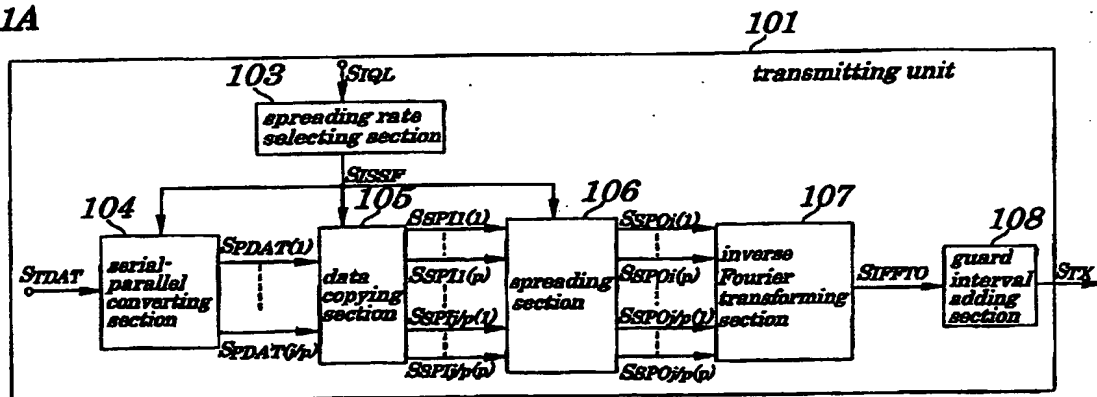 1A
101
transmitting unit
103
SIQL
spreading rate
selecting section
SISSF
104
105
106
107
108
STDAT
serial-
parallel
converting
section
SPDAT(1)
SPDAT(j/p)
data
copying
section
SSPI1(1)
SSPI1(p)
SSPIj/p(1)
SSPIj/p(p)
spreading
section
SSPOi(1)
SSPOi(p)
SSPOj/p(1)
SSPOj/p(p)
inverse
Fourier
transforming
section
SIFFTO
guard
interval
adding
section
STX